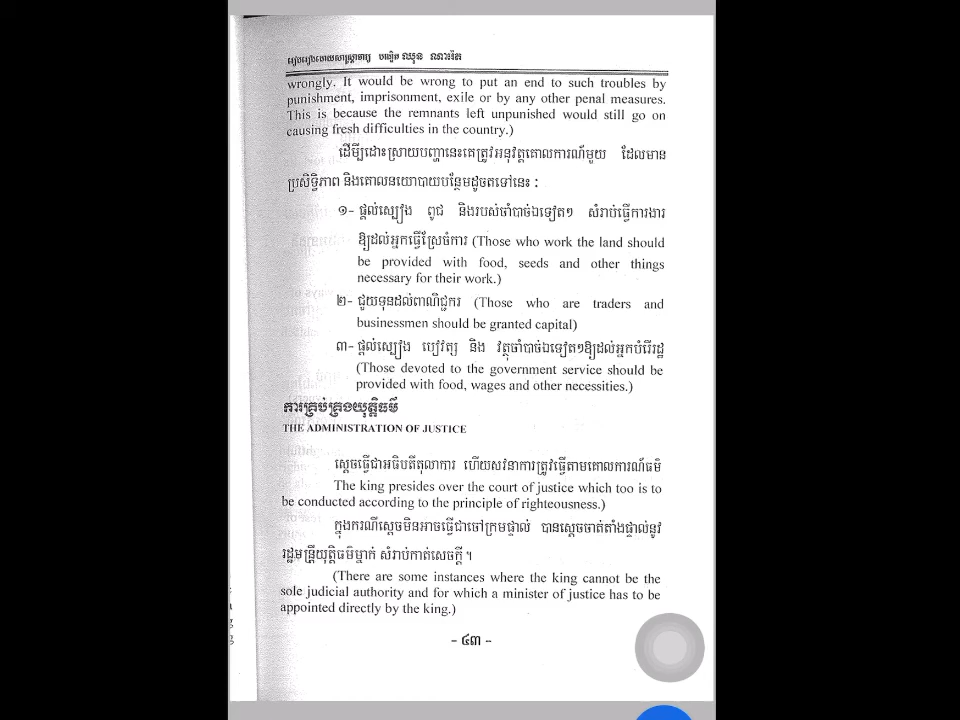 រៀបរៀងដោយសាស្ត្រាចារ្យ បណ្ឌិត ឈុន
wrongly. It would be wrong to put an end to such troubles by
punishment, imprisonment, exile or by any other penal measures.
This is because the remnants left unpunished would still go on
causing fresh difficulties in the country.)
ដើម្បីដោះស្រាយបញ្ហានេះគេត្រូវអនុវត្តគោលការណ៍មួយ ដែលមាន
ប្រសិទ្ធិភាព និងគោលនយោបាយបន្ថែមដូចតទៅនេះ :
១- ផ្តល់ស្បៀង ពូជ និងរបស់ចាំបាច់ឯទៀតៗ សំរាប់ធ្វើការងារ
ឱ្យដល់អ្នកធ្វើស្រែចំការ (Those who work the land should
be provided with food, seeds and other things
necessary for their work.)
២- ជួយទុនដល់ពាណិជ្ជករ (Those who are traders and
businessmen should be granted capital)
៣- ផ្តល់ស្បៀង បៀវត្ស និង វត្ថុចាំបាច់ឯទៀតៗឱ្យដល់អ្នកបំរើរដ្ឋ
(Those devoted to the government service should be
provided with food, wages and other necessities.)
ការគ្រប់គ្រងយុត្តិធម៌
THE ADMINISTRATION OF JUSTICE
ស្តេចធ្វើជាអធិបតីតុលាការ ហើយសវនាការត្រូវធ្វើតាមគោលការណ៍ធម៌
The king presides over the court of justice which too is to
be conducted according to the principle of righteousness.)
ក្នុងករណីស្តេចមិនអាចធ្វើជាចៅក្រមផ្ទាល់ បានស្តេចចាត់តាំងផ្ទាល់នូវ
រដ្ឋមន្ត្រីយុត្តិធម៌ម្នាក់ សំរាប់កាត់សេចក្តី ។
(There are some instances where the king cannot be the
sole judicial authority and for which a minister of justice has to be
appointed directly by the king.)
- ៤៣ -